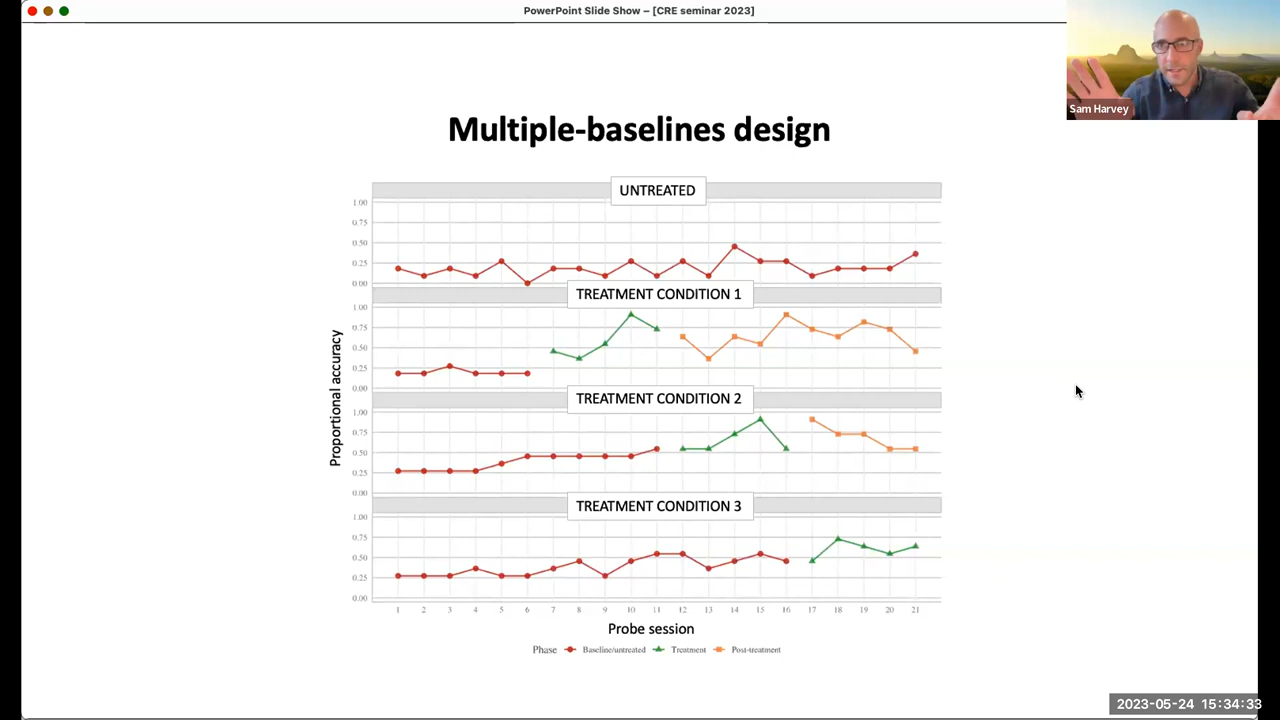 PowerPoint Slide Show – [CRE seminar 2023]
Sam Harvey
Multiple-baselines design
UNTREATED
1.00
0.75
0.50
0.25
0.00
TREATMENT CONDITION 1
1.00
0.75
0.50
0.25
0.00
TREATMENT CONDITION 2
1.00
0.75
0.50
0.25
0.00
TREATMENT CONDITION 3
1.00
0.75
0.50
0.25
0.00
Proportional accuracy
1 2 3 4 5 6 7 8 9 10 11 12 13 14 15 16 17 18 19 20 21
Probe session
Phase Baseline/untreated Treatment Post-treatment
2023-05-24 15:34:33